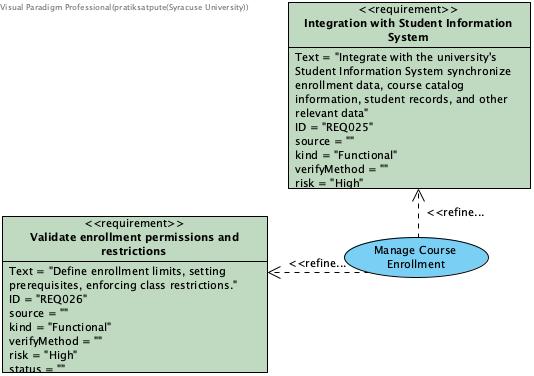 Visual Paradigm Professional(pratiksatpute(Syracuse University))
<<requirement>>
Integration with Student Information
System
Text = "Integrate with the university's
Student Information System synchronize
enrollment data, course catalog
information, student records, and other
relevant data"
ID = "REQ025"
source = ""
kind = "Functional"
verifyMethod = ""
risk = "High"
<<refine...
Manage Course
Enrollment
<<refine...
<<requirement>>
Validate enrollment permissions and
restrictions
Text = "Define enrollment limits, setting
prerequisites, enforcing class restrictions."
ID = "REQ026"
source = ""
kind = "Functional"
verifyMethod = ""
risk = "High"
status = ""